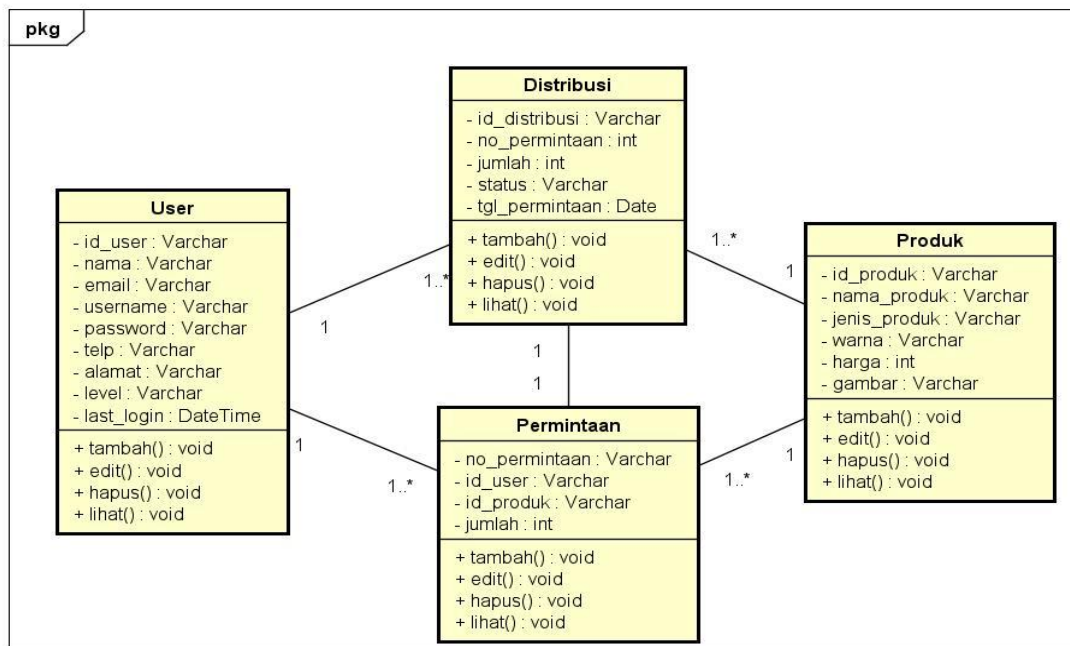 pkg
Distribusi
- id_distribusi : Varchar
- no_permintaan : int
- jumlah : int
- status : Varchar
- tgl_permintaan : Date
+ tambah() : void
+ edit() : void
+ hapus() : void
+ lihat() : void
User
- id_user : Varchar
- nama : Varchar
- email : Varchar
- username : Varchar
- password : Varchar
- telp : Varchar
- alamat : Varchar
- level : Varchar
- last_login : DateTime
+ tambah() : void
+ edit() : void
+ hapus() : void
+ lihat() : void
Produk
- id_produk : Varchar
- nama_produk : Varchar
- jenis_produk : Varchar
- warna : Varchar
- harga : int
- gambar : Varchar
+ tambah() : void
+ edit() : void
+ hapus() : void
+ lihat() : void
Permintaan
- no_permintaan : Varchar
- id_user : Varchar
- id_produk : Varchar
- jumlah : int
+ tambah() : void
+ edit() : void
+ hapus() : void
+ lihat() : void
1
1..*
1..*
1
1
1
1
1..*
1..*
1